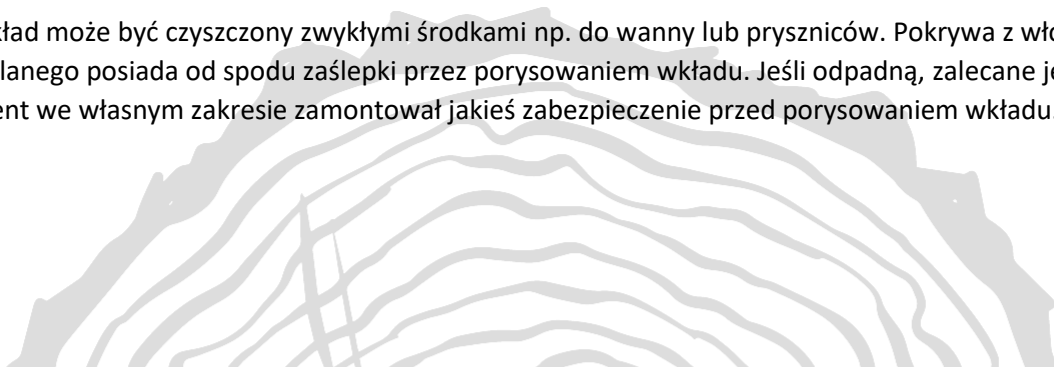 kład może być czyszczony zwykłymi środkami np. do wanny lub pryszniców. Pokrywa z włó
lanego posiada od spodu zaślepki przez porysowaniem wkładu. Jeśli odpadną, zalecane je
ent we własnym zakresie zamontował jakieś zabezpieczenie przed porysowaniem wkładu.